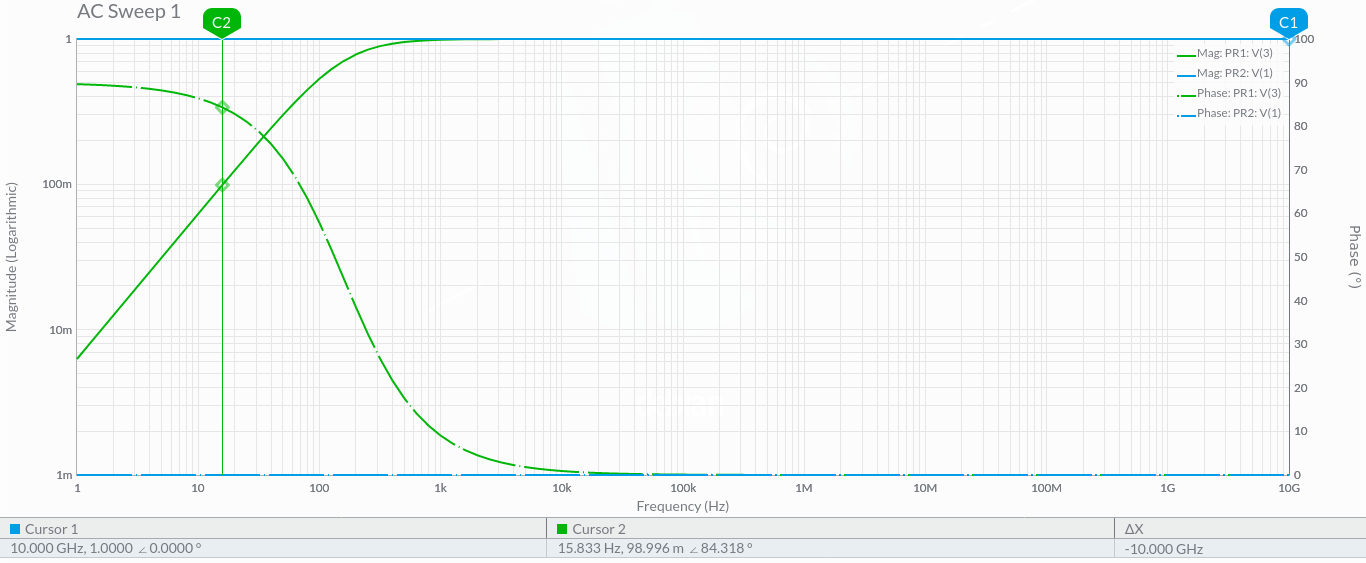 AC Sweep 1
C2
C1
1
100m
10m
1m
100
90
80
70
60
50
40
30
20
10
0
Mag: PR1: V(3)
Mag: PR2: V(1)
Phase: PR1: V(3)
Phase: PR2: V(1)
Magnitude (Logarithmic)
Phase (°)
1 10 100 1k 10k 100k 1M 10M 100M 1G 10G
Frequency (Hz)
Cursor 1 Cursor 2 ΔX
10.000 GHz, 1.0000 ∠ 0.0000 ° 15.833 Hz, 98.996 m ∠ 84.318 ° -10.000 GHz